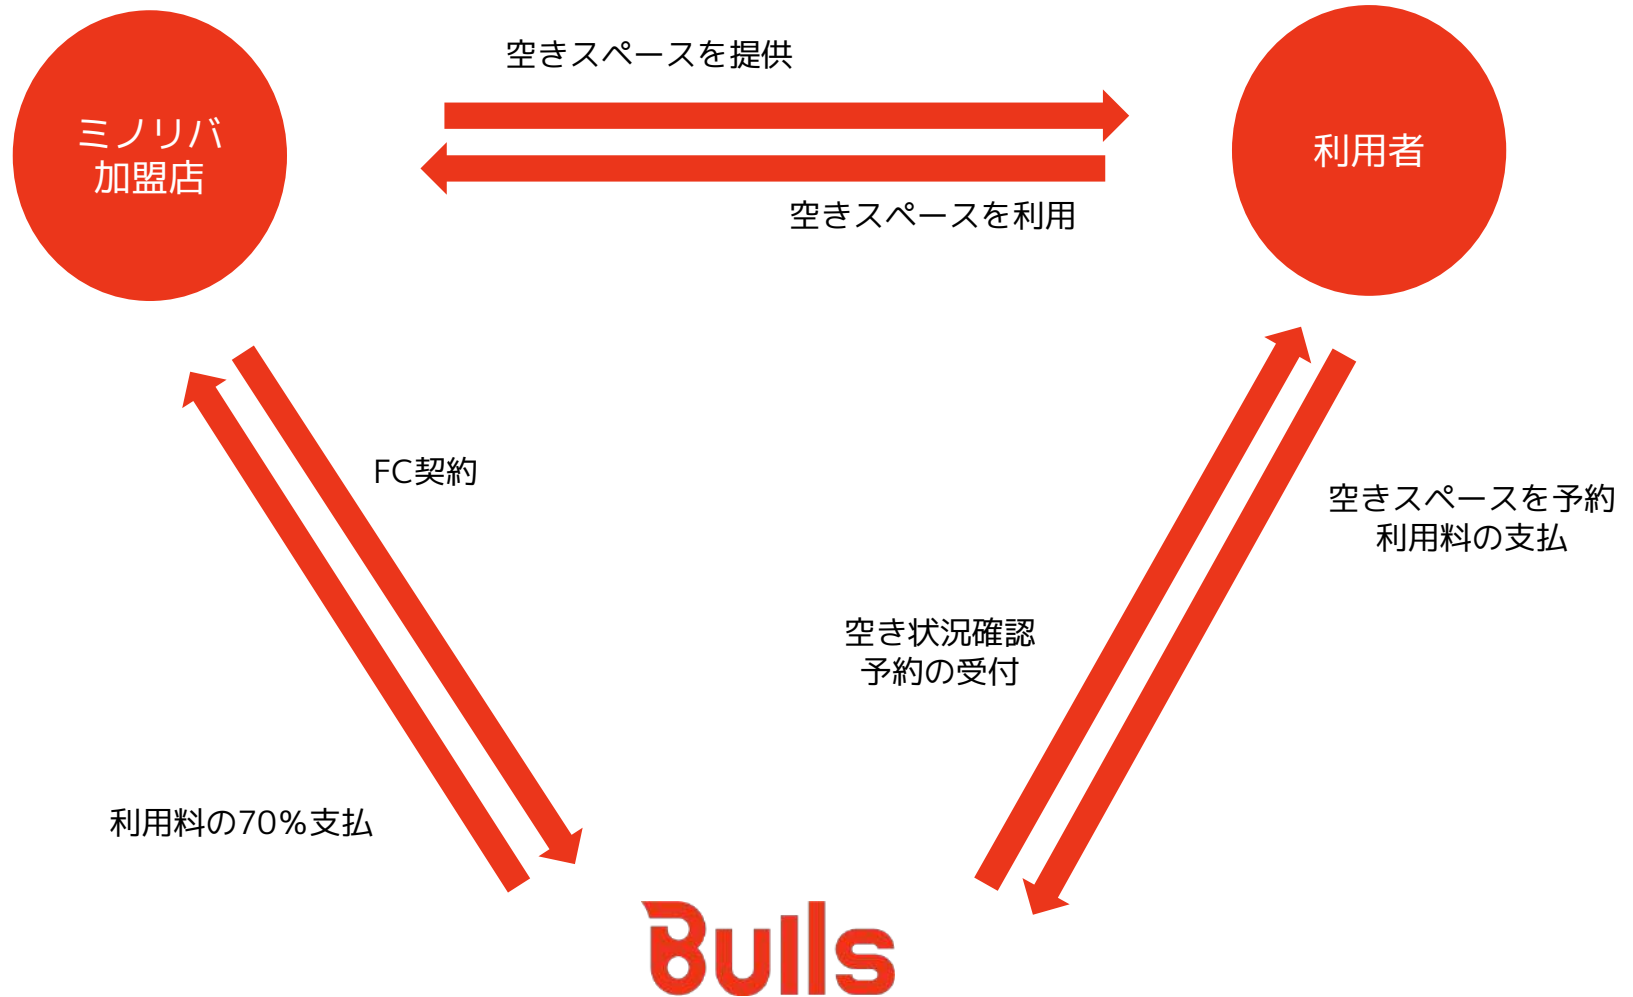 空きスペースを提供
ミノリバ
加盟店
利用者
空きスペースを利用
FC契約
空きスペースを予約
利用料の支払
空き状況確認
予約の受付
利用料の70%支払
Bulls